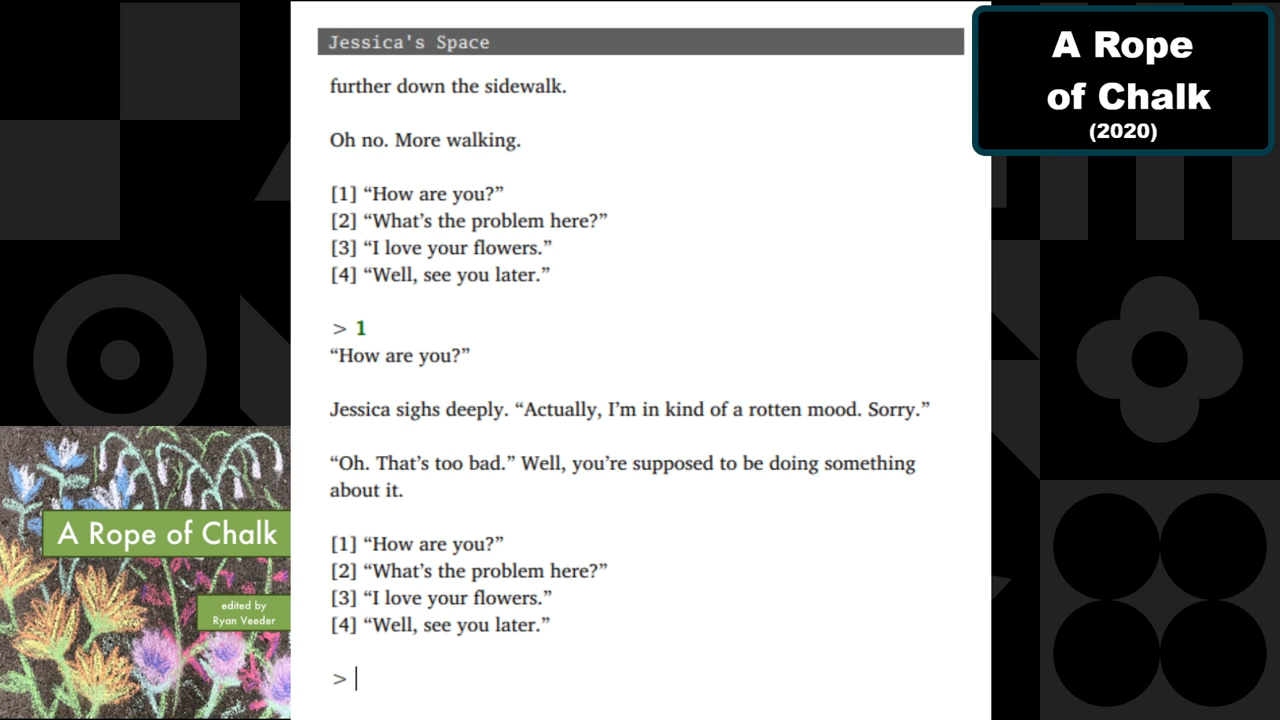 Jessica's Space
further down the sidewalk.
Oh no. More walking.
[1] “How are you?”
[2] “What’s the problem here?”
[3] “I love your flowers.”
[4] “Well, see you later.”
> 1
“How are you?”
Jessica sighs deeply. “Actually, I’m in kind of a rotten mood. Sorry.”
“Oh. That’s too bad.” Well, you’re supposed to be doing something
about it.
[1] “How are you?”
[2] “What’s the problem here?”
[3] “I love your flowers.”
[4] “Well, see you later.”
>
A Rope
of Chalk
(2020)
A Rope of Chalk
edited by
Ryan Veeder